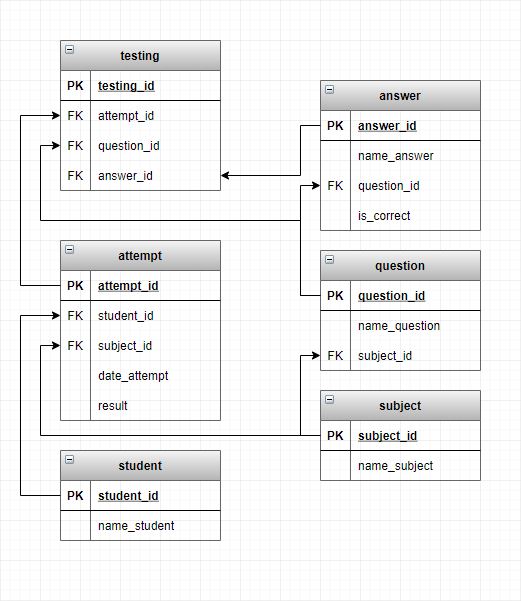 testing
PK testing_id
FK attempt_id
FK question_id
FK answer_id
answer
PK answer_id
name_answer
FK question_id
is_correct
attempt
PK attempt_id
FK student_id
FK subject_id
date_attempt
result
question
PK question_id
name_question
FK subject_id
subject
PK subject_id
name_subject
student
PK student_id
name_student